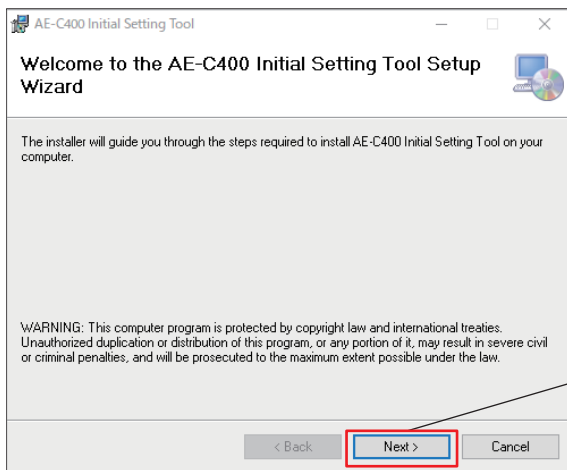 AE-C400 Initial Setting Tool
Welcome to the AE-C400 Initial Setting Tool Setup
Wizard
The installer will guide you through the steps required to install AE-C400 Initial Setting Tool on your
computer.
WARNING: This computer program is protected by copyright law and international treaties.
Unauthorized duplication or distribution of this program, or any portion of it, may result in severe civil
or criminal penalties, and will be prosecuted to the maximum extent possible under the law.
< Back Next > Cancel